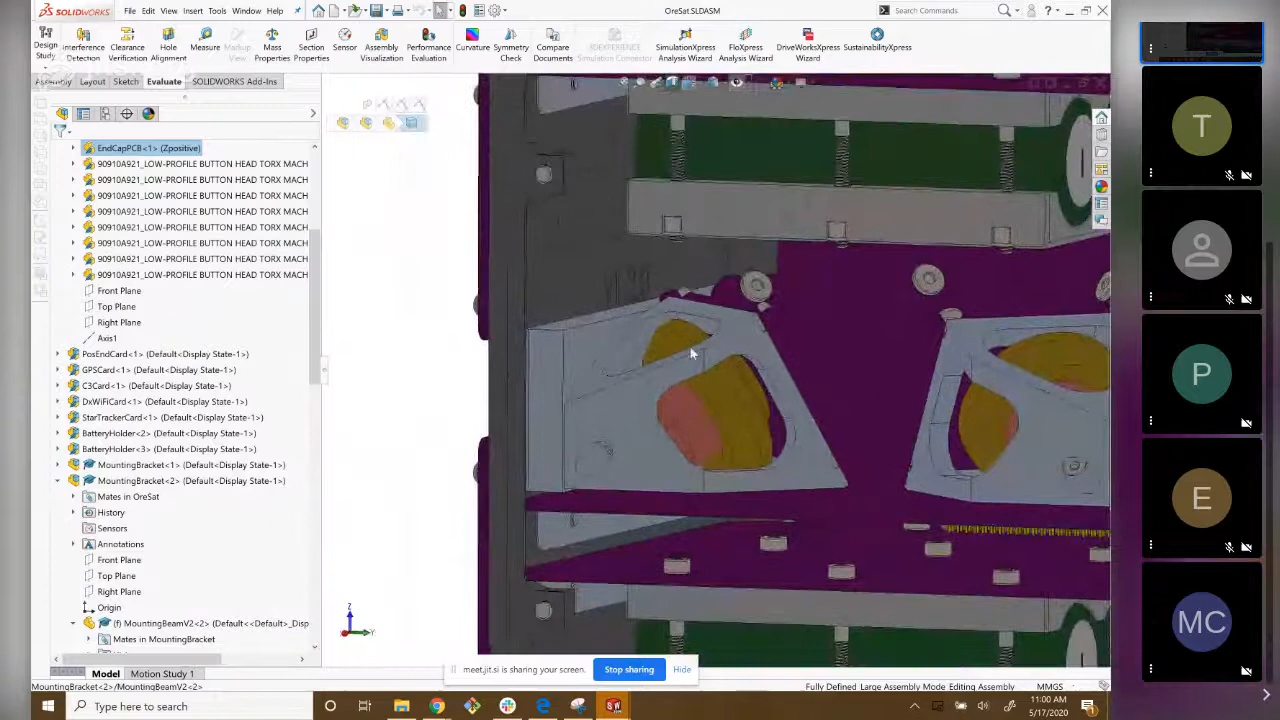 SOLIDWORKS
File
Edit
View
Insert
Tools
Window
Help
OreSat.SLDASM
Search Commands
Design Study
Interference Detection
Clearance Verification
Hole Alignment
Measure
Markup View
Mass Properties
Section Properties
Sensor
Assembly Visualization
Performance Evaluation
Curvature
Symmetry Check
Compare Documents
3DEXPERIENCE Simulation Connector
SimulationXpress Analysis Wizard
FloXpress Analysis Wizard
DriveWorksXpress Wizard
SustainabilityXpress
Assembly
Layout
Sketch
Evaluate
SOLIDWORKS Add-Ins
EndCapPCB<1> (Zpositive)
90910A921_LOW-PROFILE BUTTON HEAD TORX MACH
90910A921_LOW-PROFILE BUTTON HEAD TORX MACH
90910A921_LOW-PROFILE BUTTON HEAD TORX MACH
90910A921_LOW-PROFILE BUTTON HEAD TORX MACH
90910A921_LOW-PROFILE BUTTON HEAD TORX MACH
90910A921_LOW-PROFILE BUTTON HEAD TORX MACH
90910A921_LOW-PROFILE BUTTON HEAD TORX MACH
90910A921_LOW-PROFILE BUTTON HEAD TORX MACH
Front Plane
Top Plane
Right Plane
Axis1
PosEndCard<1> (Default<Display State-1>)
GPSCard<1> (Default<Display State-1>)
C3Card<1> (Default<Display State-1>)
DxWiFiCard<1> (Default<Display State-1>)
StarTrackerCard<1> (Default<Display State-1>)
BatteryHolder<2> (Default<Display State-1>)
BatteryHolder<3> (Default<Display State-1>)
MountingBracket<1> (Default<Display State-1>)
MountingBracket<2> (Default<Display State-1>)
Mates in OreSat
History
Sensors
Annotations
Front Plane
Top Plane
Right Plane
Origin
(f) MountingBeamV2<2> (<Default>_Disp
Mates in MountingBracket
Z
Y
T
P
E
MC
meet.jit.si is sharing your screen.
Stop sharing
Hide
Model
Motion Study 1
MountingBracket<2>/MountingBeamV2<2>
Fully Defined
Large Assembly Mode
Editing Assembly
MMGS
Type here to search
11:00 AM
5/17/2020